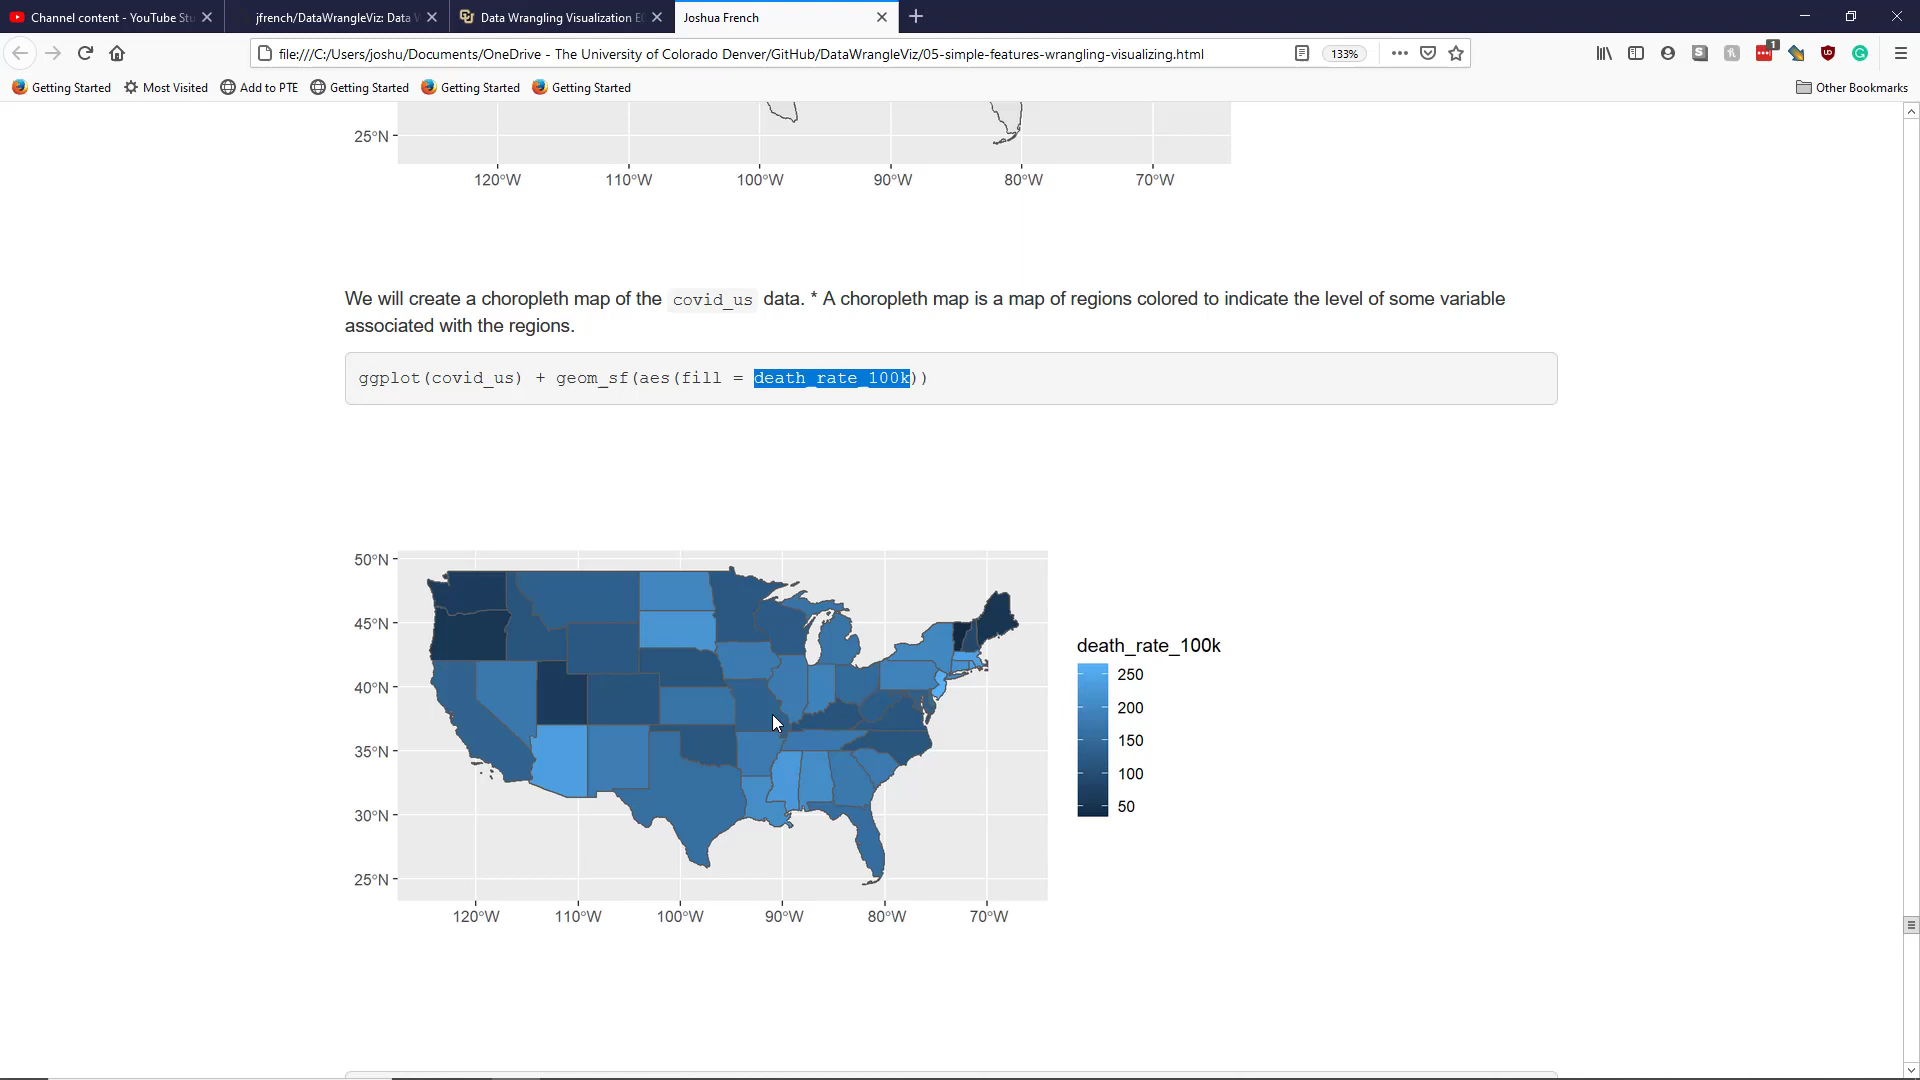 Channel content - YouTube Stu
jfrench/DataWrangleViz: Data W
Data Wrangling Visualization EC
Joshua French
file:///C:/Users/joshu/Documents/OneDrive - The University of Colorado Denver/GitHub/DataWrangleViz/05-simple-features-wrangling-visualizing.html
133%
1
Getting Started
Most Visited
Add to PTE
Getting Started
Getting Started
Getting Started
Other Bookmarks
25°N
120°W 110°W 100°W 90°W 80°W 70°W
We will create a choropleth map of the covid_us data. * A choropleth map is a map of regions colored to indicate the level of some variable
associated with the regions.
ggplot(covid_us) + geom_sf(aes(fill = death_rate_100k))
50°N
45°N
40°N
35°N
30°N
25°N
120°W 110°W 100°W 90°W 80°W 70°W
death_rate_100k
250
200
150
100
50